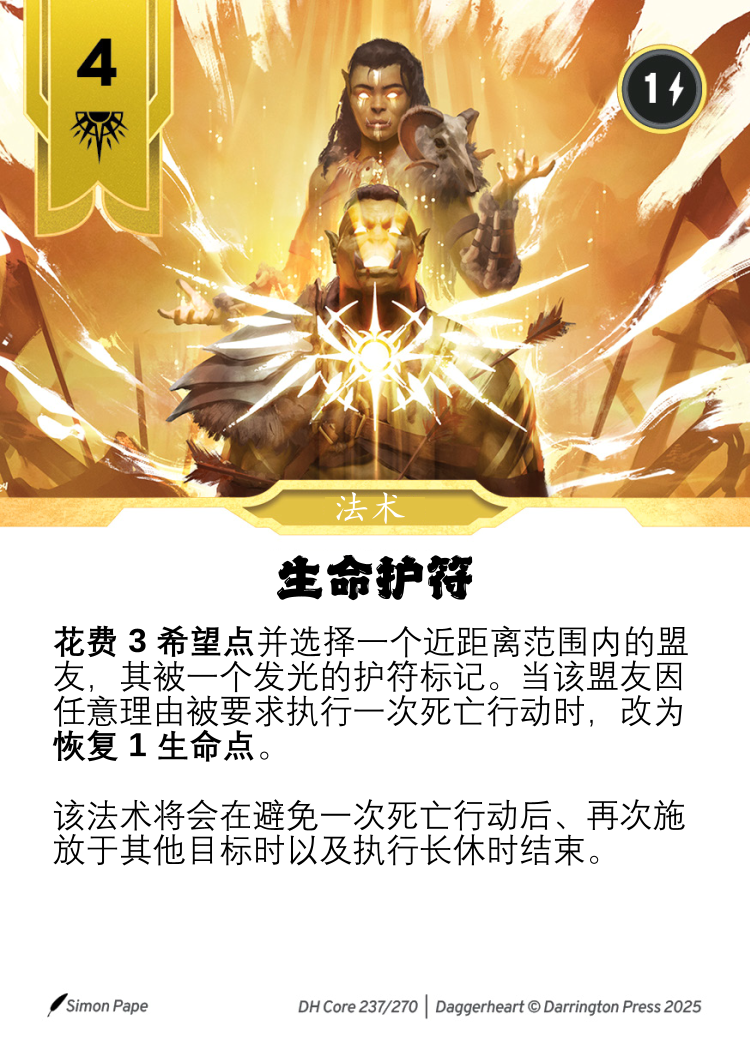 4
1
法术
生命护符
花费 3 希望点并选择一个近距离范围内的盟
友，其被一个发光的护符标记。当该盟友因
任意理由被要求执行一次死亡行动时，改为
恢复 1 生命点。
该法术将会在避免一次死亡行动后、再次施
放于其他目标时以及执行长休时结束。
Simon Pape
DH Core 237/270 | Daggerheart © Darrington Press 2025